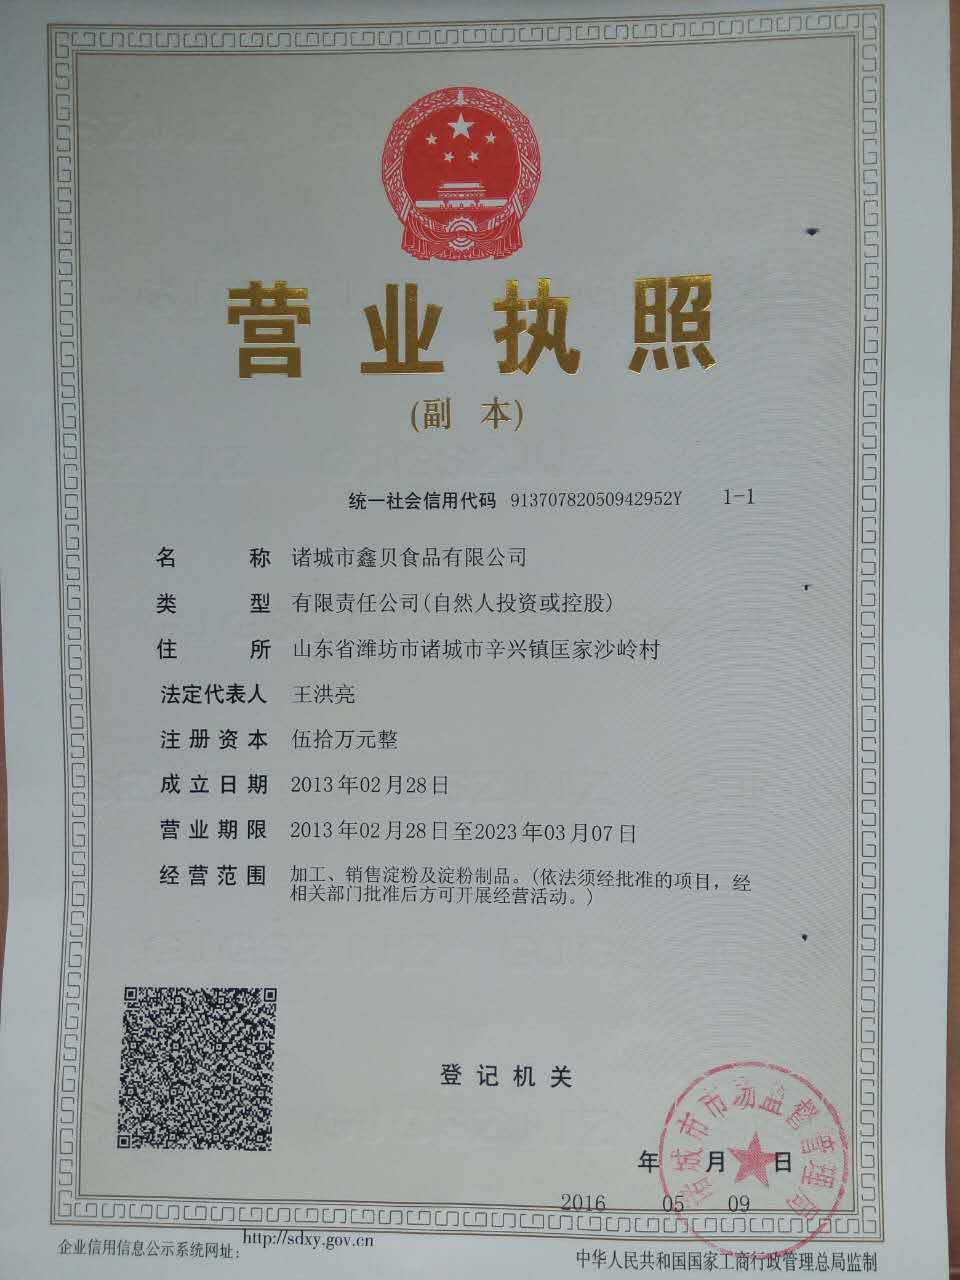 营业执照
(副 本)
统一社会信用代码 91370782050942952Y 1-1
名 称 诸城市鑫贝食品有限公司
类 型 有限责任公司(自然人投资或控股)
住 所 山东省潍坊市诸城市辛兴镇匡家沙岭村
法定代表人 王洪亮
注册资本 伍拾万元整
成立日期 2013年02月28日
营业期限 2013年02月28日至2023年03月07日
经营范围 加工、销售淀粉及淀粉制品。(依法须经批准的项目，经
相关部门批准后方可开展经营活动。)
登记机关
诸城市市场监督管理局
年 月 日
2016 05 09
企业信用信息公示系统网址： http://sdxy.gov.cn
中华人民共和国国家工商行政管理总局监制